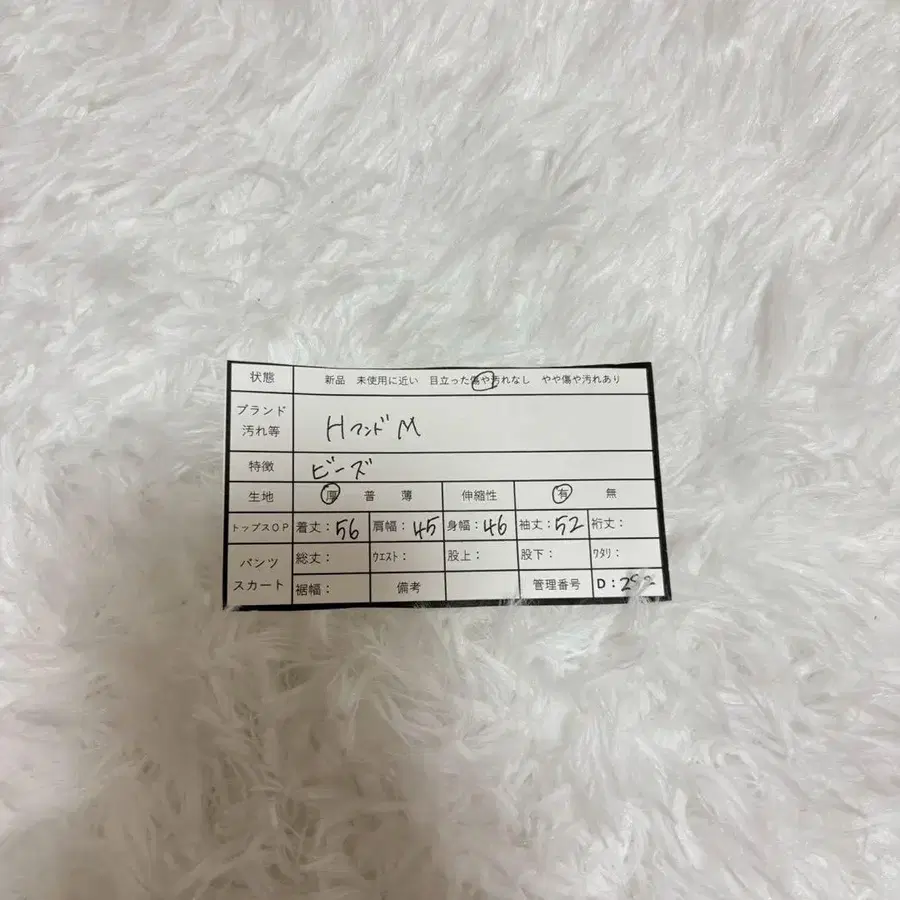 状態 新品 未使用に近い 目立った傷や汚れなし やや傷や汚れあり
ブランド
汚れ等 HアンドM
特徴 ビーズ
生地 厚 普 薄 伸縮性 有 無
トップスOP 着丈：56 肩幅：45 身幅：46 袖丈：52 裄丈：
パンツ 総丈： ウエスト： 股上： 股下： ワタリ：
スカート 裾幅： 備考 管理番号 D：